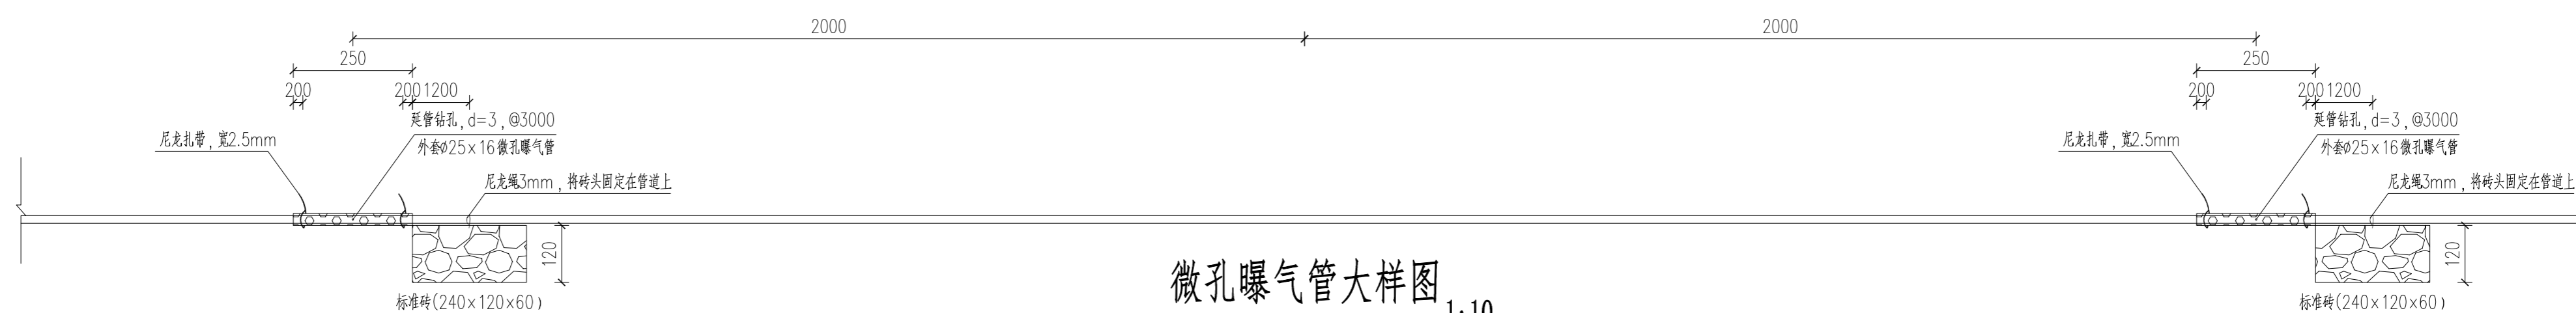 2000
2000
250
250
200
200
1200
200
200
1200
延管钻孔,d=3,@3000
外套φ25×16微孔曝气管
延管钻孔,d=3,@3000
外套φ25×16微孔曝气管
尼龙扎带,宽2.5mm
尼龙扎带,宽2.5mm
尼龙绳3mm,将砖头固定在管道上
尼龙绳3mm,将砖头固定在管道上
120
120
微孔曝气管大样图
1:10
标准砖(240×120×60)
标准砖(240×120×60)